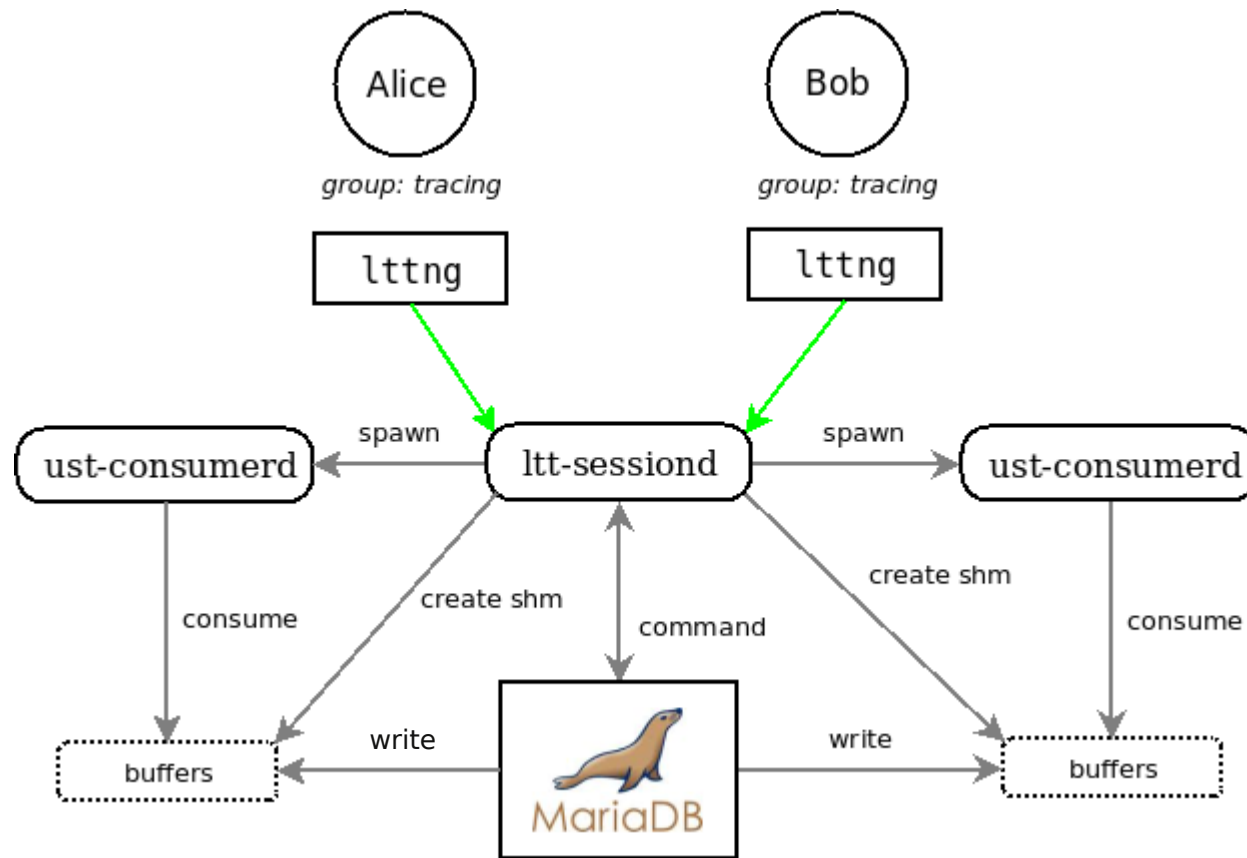 Alice
Bob
group: tracing
group: tracing
lttng
lttng
spawn
spawn
ust-consumerd
ltt-sessiond
ust-consumerd
create shm
create shm
consume
command
consume
write
write
buffers
buffers
MariaDB